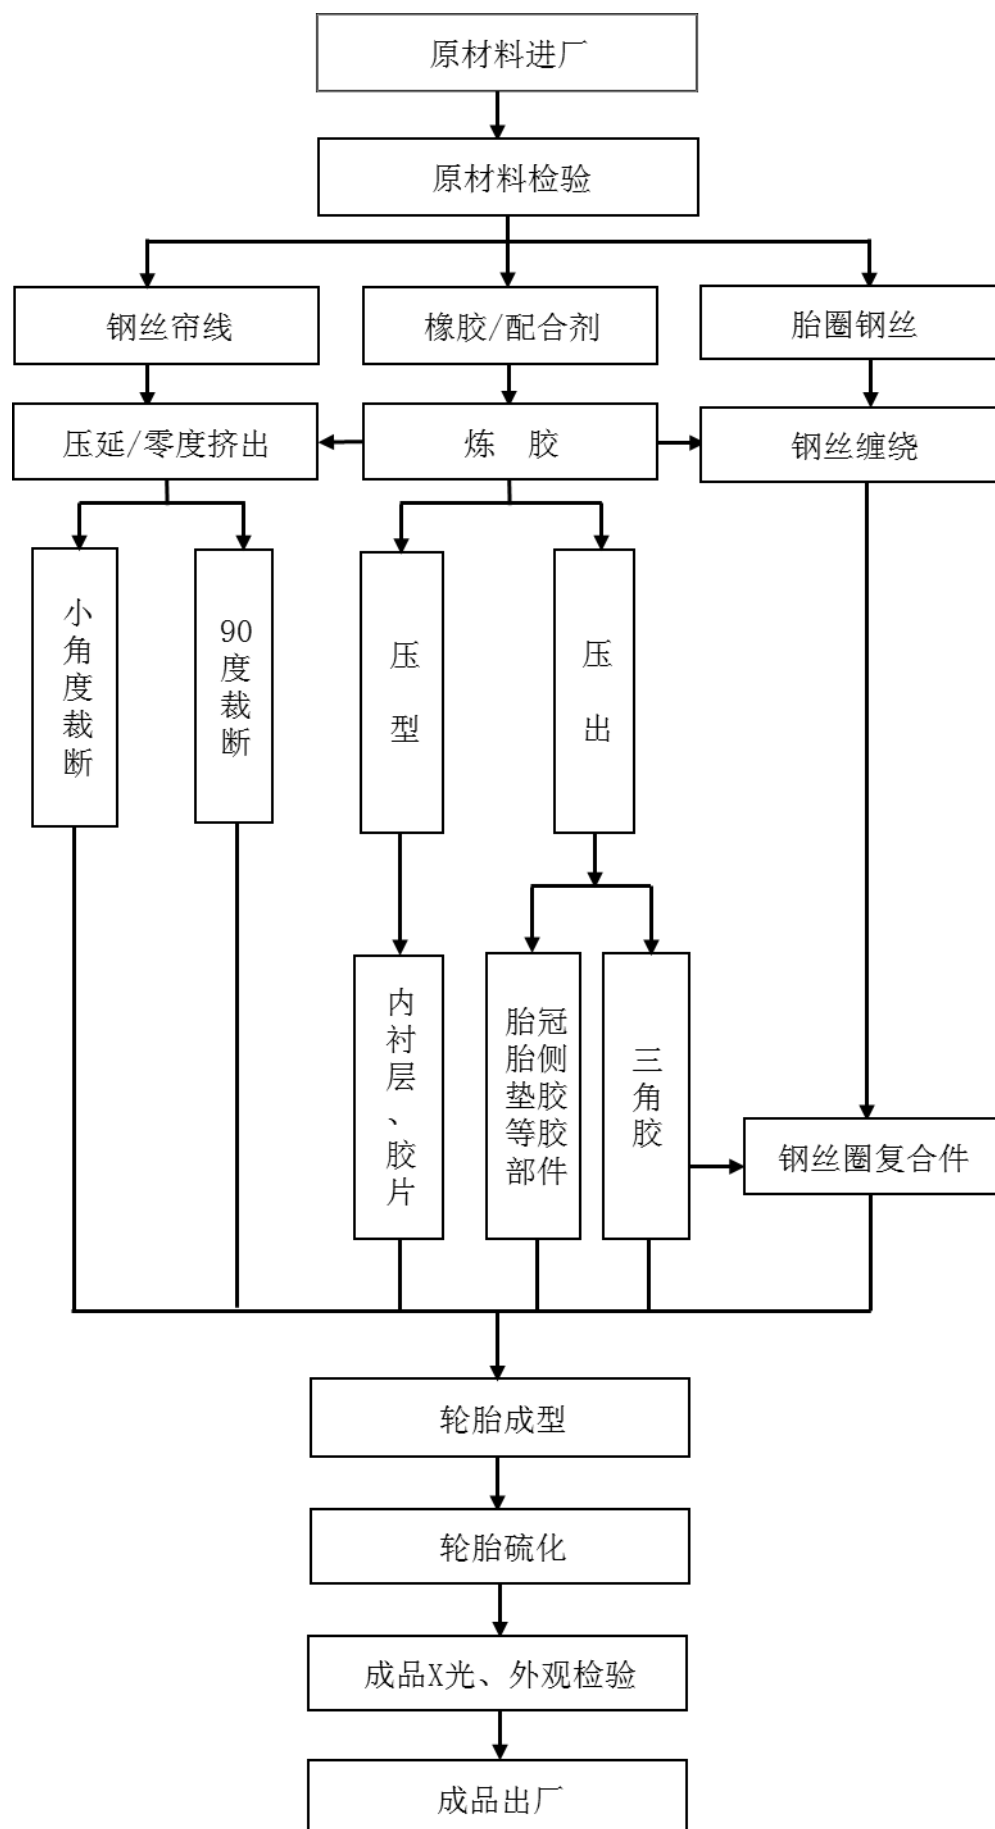 原材料进厂
原材料检验
钢丝帘线
橡胶/配合剂
胎圈钢丝
压延/零度挤出
炼 胶
钢丝缠绕
小角度裁断
90度裁断
压型
压出
内衬层、胶片
胎冠
胎侧
垫胶
等胶
部件
三角胶
钢丝圈复合件
轮胎成型
轮胎硫化
成品X光、外观检验
成品出厂